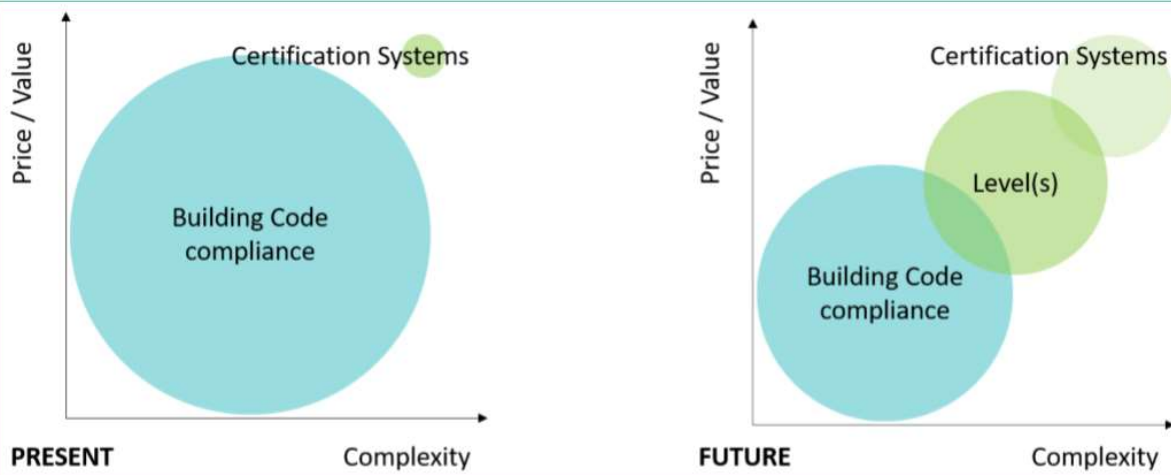 Price / Value
Certification Systems
Building Code
compliance
PRESENT
Complexity
Price / Value
Certification Systems
Level(s)
Building Code
compliance
FUTURE
Complexity